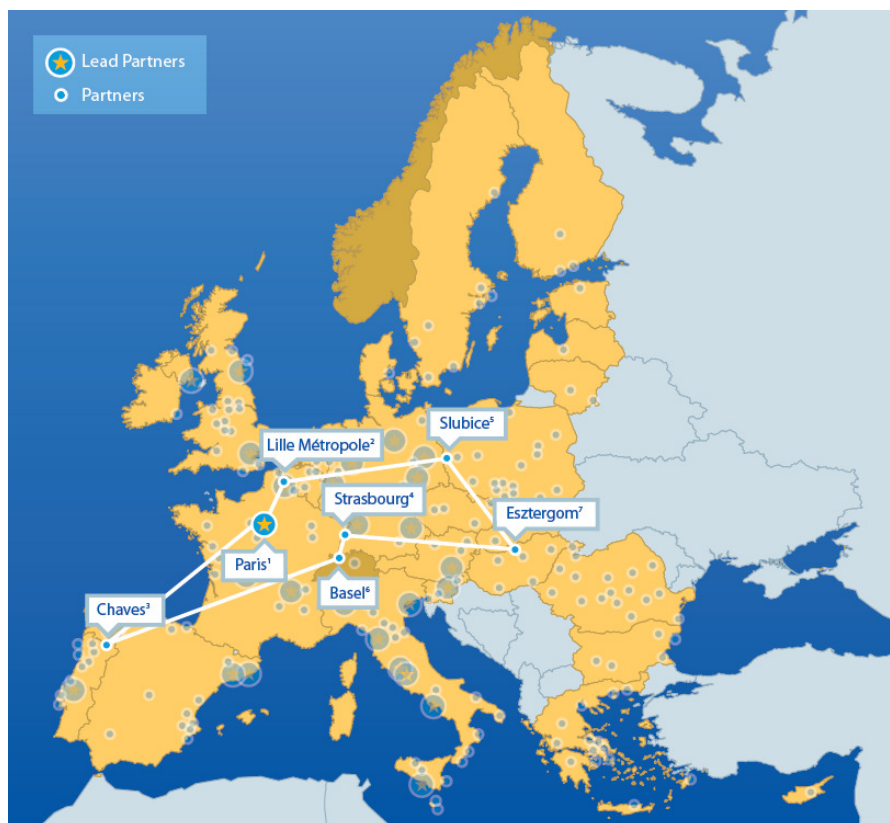 Lead Partners
Partners
Slubice⁵
Lille Métropole²
Strasbourg⁴
Esztergom⁷
Paris¹
Basel⁶
Chaves³